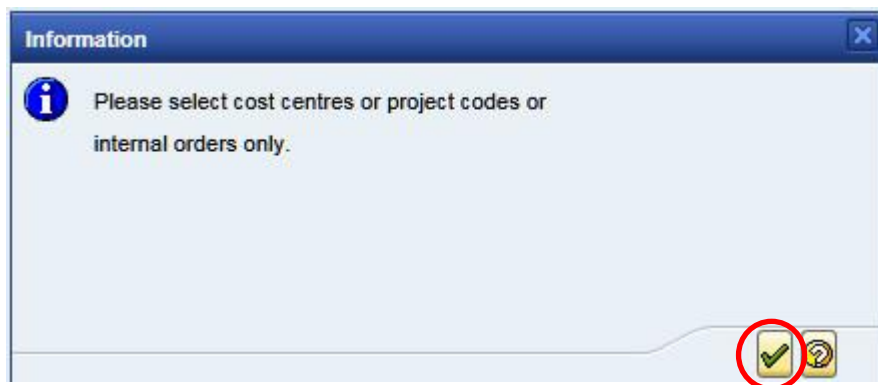 Information
Please select cost centres or project codes or
internal orders only.